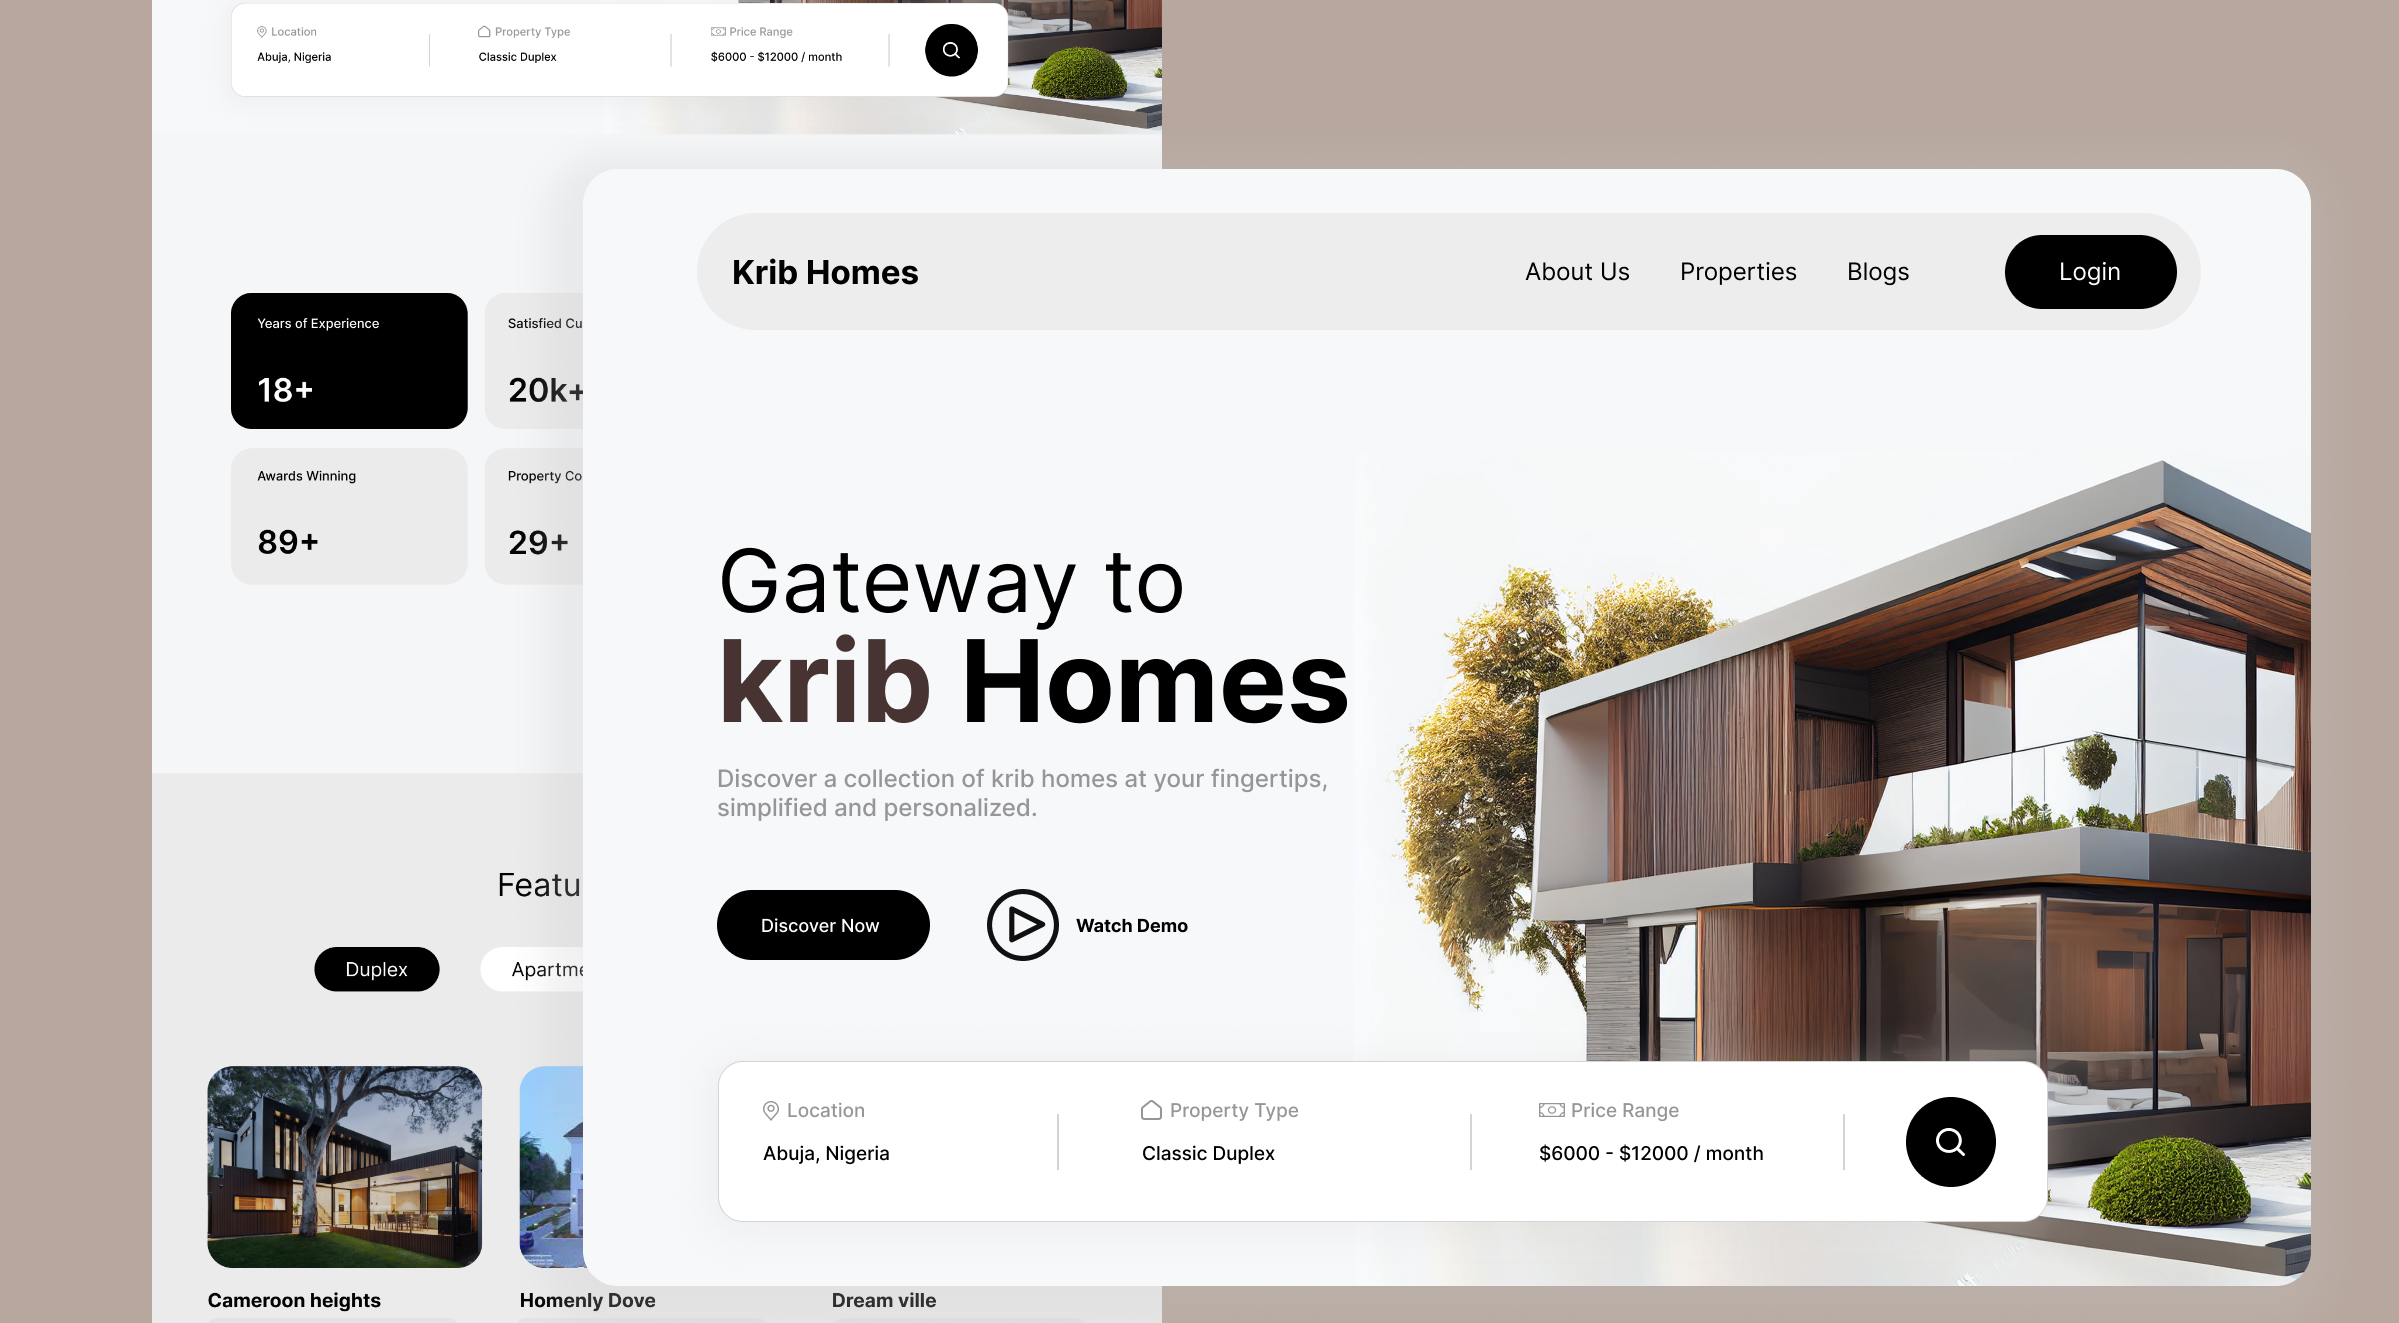 Location
Property Type
Price Range
Abuja, Nigeria
Classic Duplex
$6000 - $12000 / month
Years of Experience
18+
Satisfied Cu
20k+
Awards Winning
89+
Property Co
29+
Featu
Duplex
Apartme
Cameroon heights
Homenly Dove
Dream ville
Krib Homes
About Us
Properties
Blogs
Login
Gateway to
krib Homes
Discover a collection of krib homes at your fingertips,
simplified and personalized.
Discover Now
Watch Demo
Location
Property Type
Price Range
Abuja, Nigeria
Classic Duplex
$6000 - $12000 / month